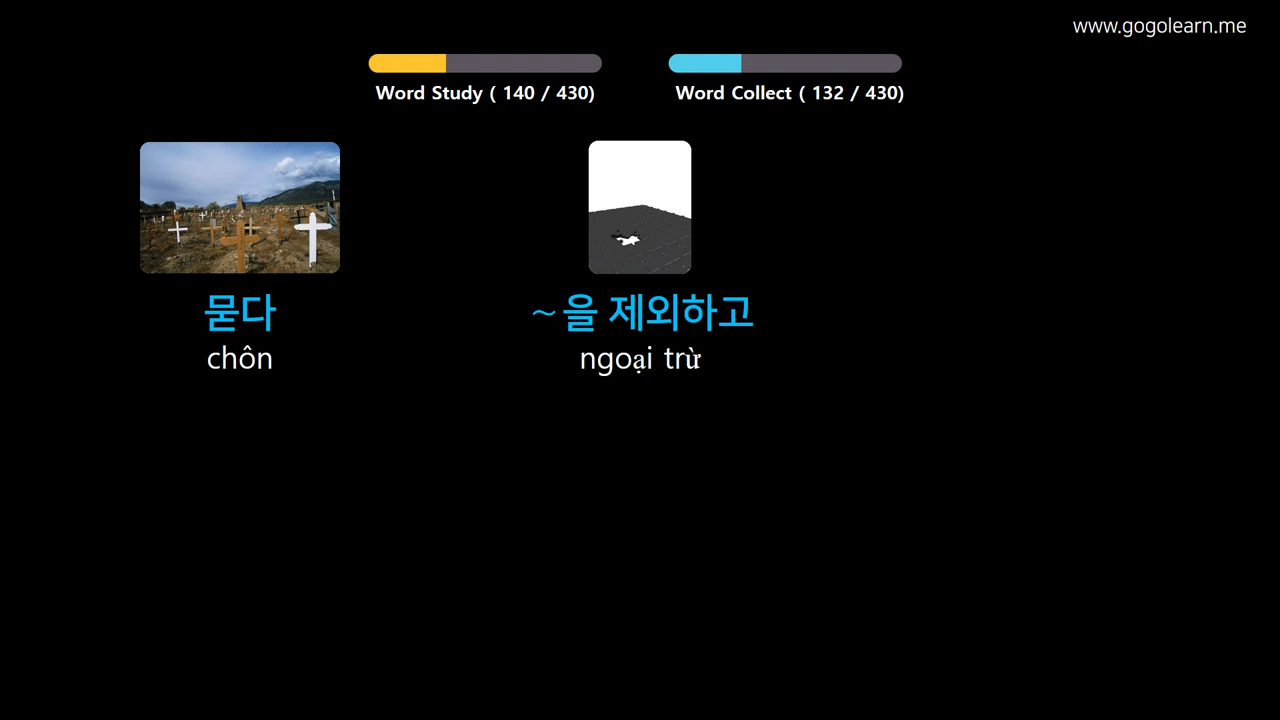 www.gogolearn.me
Word Study ( 140 / 430)
Word Collect ( 132 / 430)
묻다
chôn
~을 제외하고
ngoại trừ